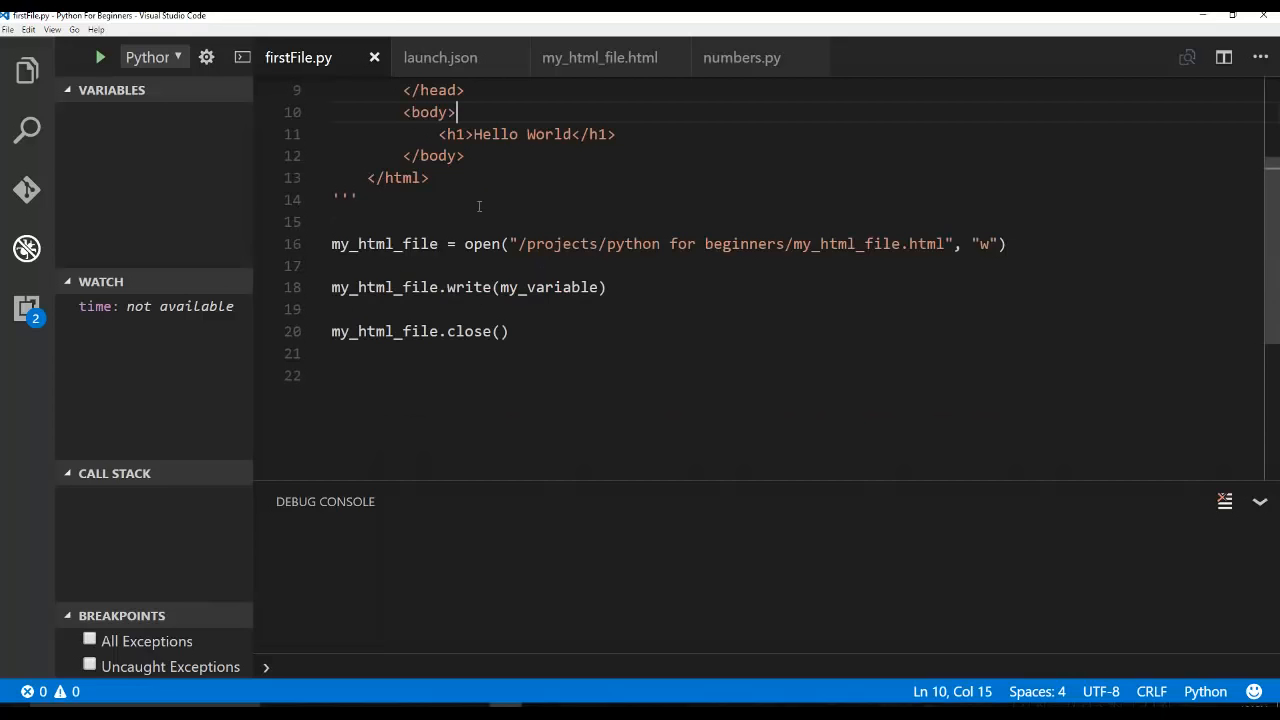 firstFile.py - Python For Beginners - Visual Studio Code
File Edit View Go Help
Python
firstFile.py
launch.json
my_html_file.html
numbers.py
VARIABLES
WATCH
time: not available
2
CALL STACK
BREAKPOINTS
All Exceptions
Uncaught Exceptions
9 </head>
10 <body>
11 <h1>Hello World</h1>
12 </body>
13 </html>
14 '''
15
16 my_html_file = open("/projects/python for beginners/my_html_file.html", "w")
17
18 my_html_file.write(my_variable)
19
20 my_html_file.close()
21
22
DEBUG CONSOLE
0 0
Ln 10, Col 15 Spaces: 4 UTF-8 CRLF Python